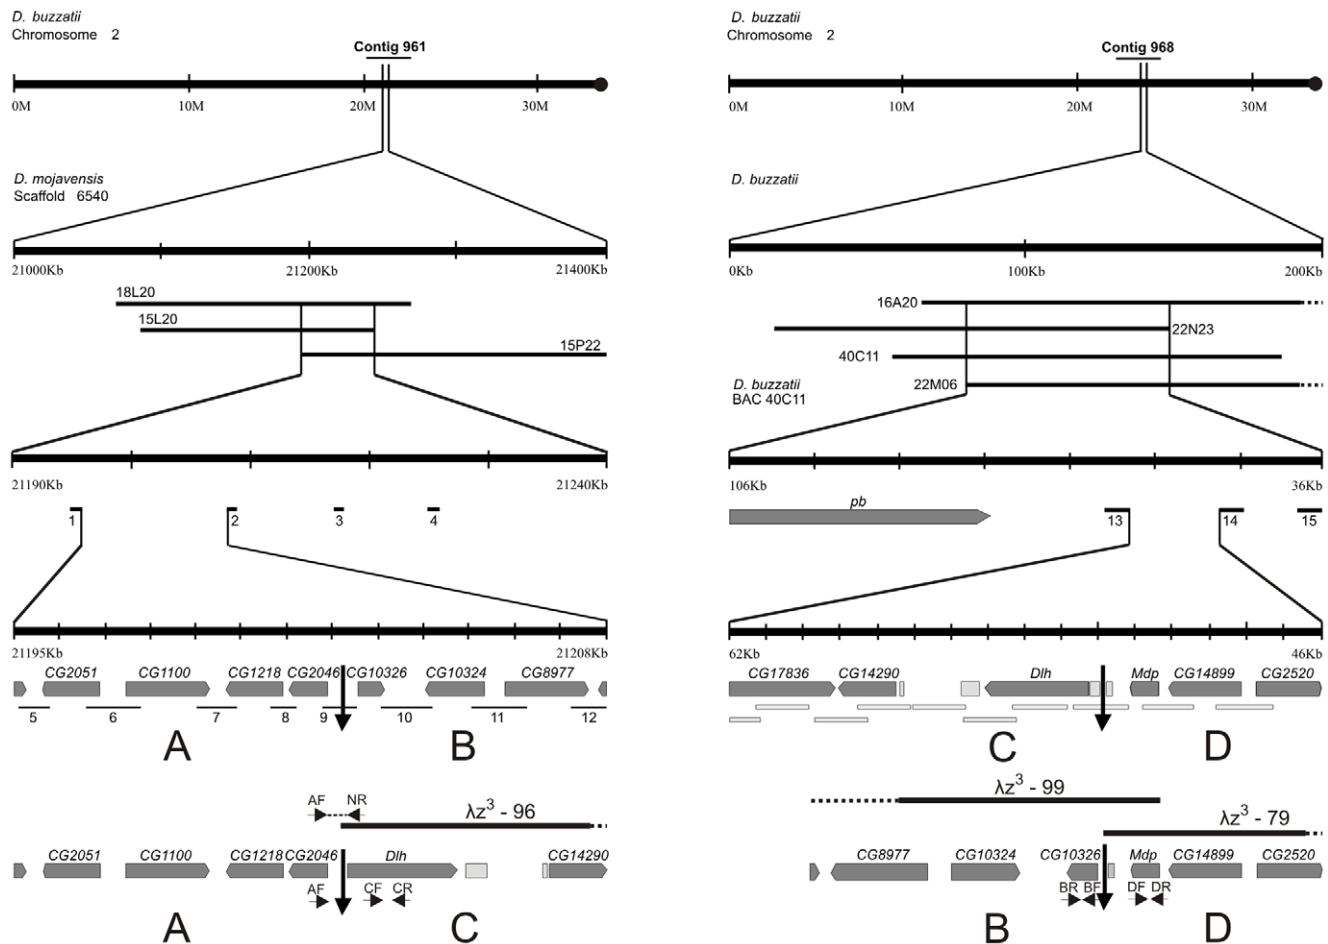 D. buzzatii
Chromosome 2
Contig 961
0M 10M 20M 30M
D. mojavensis
Scaffold 6540
21000Kb 21200Kb 21400Kb
18L20
15L20
15P22
21190Kb 21240Kb
1 2 3 4
21195Kb 21208Kb
CG2051 CG1100 CG1218 CG2046 CG10326 CG10324 CG8977
5 6 7 8 9 10 11 12
A B
AF NR λz3 - 96
CG2051 CG1100 CG1218 CG2046 Dlh CG14290
AF CF CR
A C
D. buzzatii
Chromosome 2
Contig 968
0M 10M 20M 30M
D. buzzatii
0Kb 100Kb 200Kb
16A20
22N23
40C11
22M06
D. buzzatii
BAC 40C11
106Kb 36Kb
pb
13 14 15
62Kb 46Kb
CG17836 CG14290 Dlh Mdp CG14899 CG2520
C D
λz3 - 99
λz3 - 79
CG8977 CG10324 CG10326 Mdp CG14899 CG2520
BR BF DF DR
B D